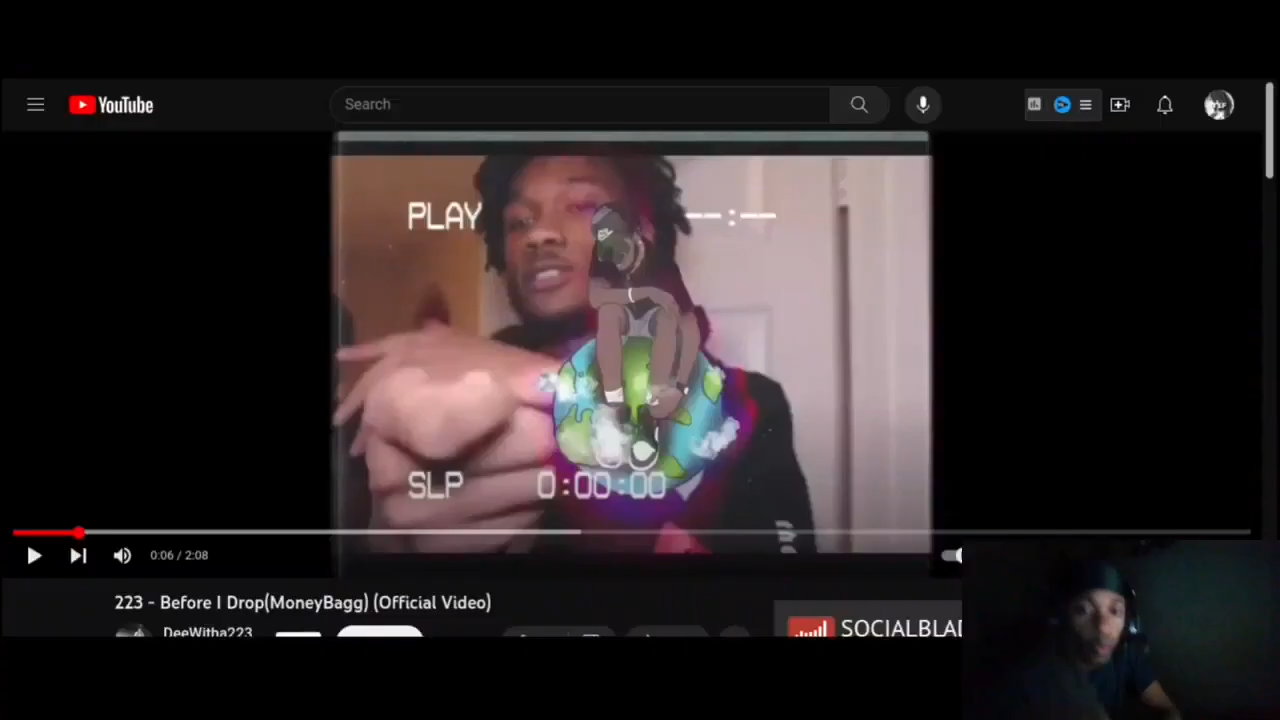 YouTube
Search
PLAY
--:--
SLP 0:00:00
0:06 / 2:08
223 - Before I Drop(MoneyBagg) (Official Video)
DeeWitha223
SOCIALBLAD